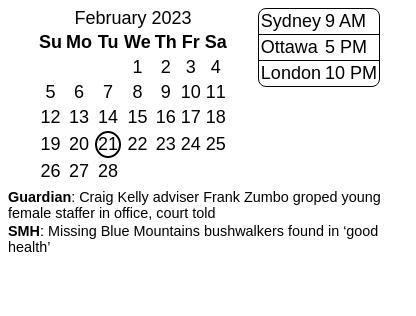 February 2023
Su Mo Tu We Th Fr Sa
1 2 3 4
5 6 7 8 9 10 11
12 13 14 15 16 17 18
19 20 21 22 23 24 25
26 27 28
Sydney 9 AM
Ottawa 5 PM
London 10 PM
Guardian: Craig Kelly adviser Frank Zumbo groped young
female staffer in office, court told
SMH: Missing Blue Mountains bushwalkers found in ‘good
health’